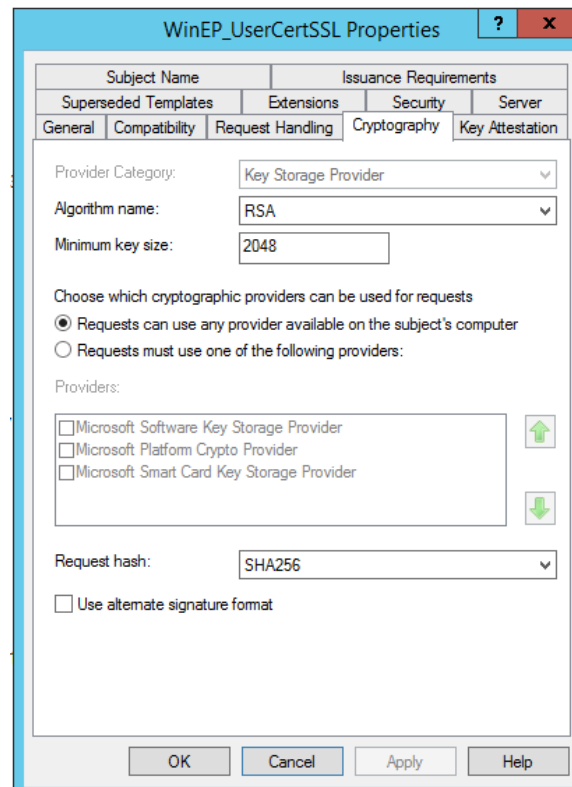 WinEP_UserCertSSL Properties
? x
Subject Name Issuance Requirements
Superseded Templates Extensions Security Server
General Compatibility Request Handling Cryptography Key Attestation
Provider Category: Key Storage Provider
Algorithm name: RSA
Minimum key size: 2048
Choose which cryptographic providers can be used for requests
Requests can use any provider available on the subject's computer
Requests must use one of the following providers:
Providers:
Microsoft Software Key Storage Provider
Microsoft Platform Crypto Provider
Microsoft Smart Card Key Storage Provider
Request hash: SHA256
Use alternate signature format
OK Cancel Apply Help